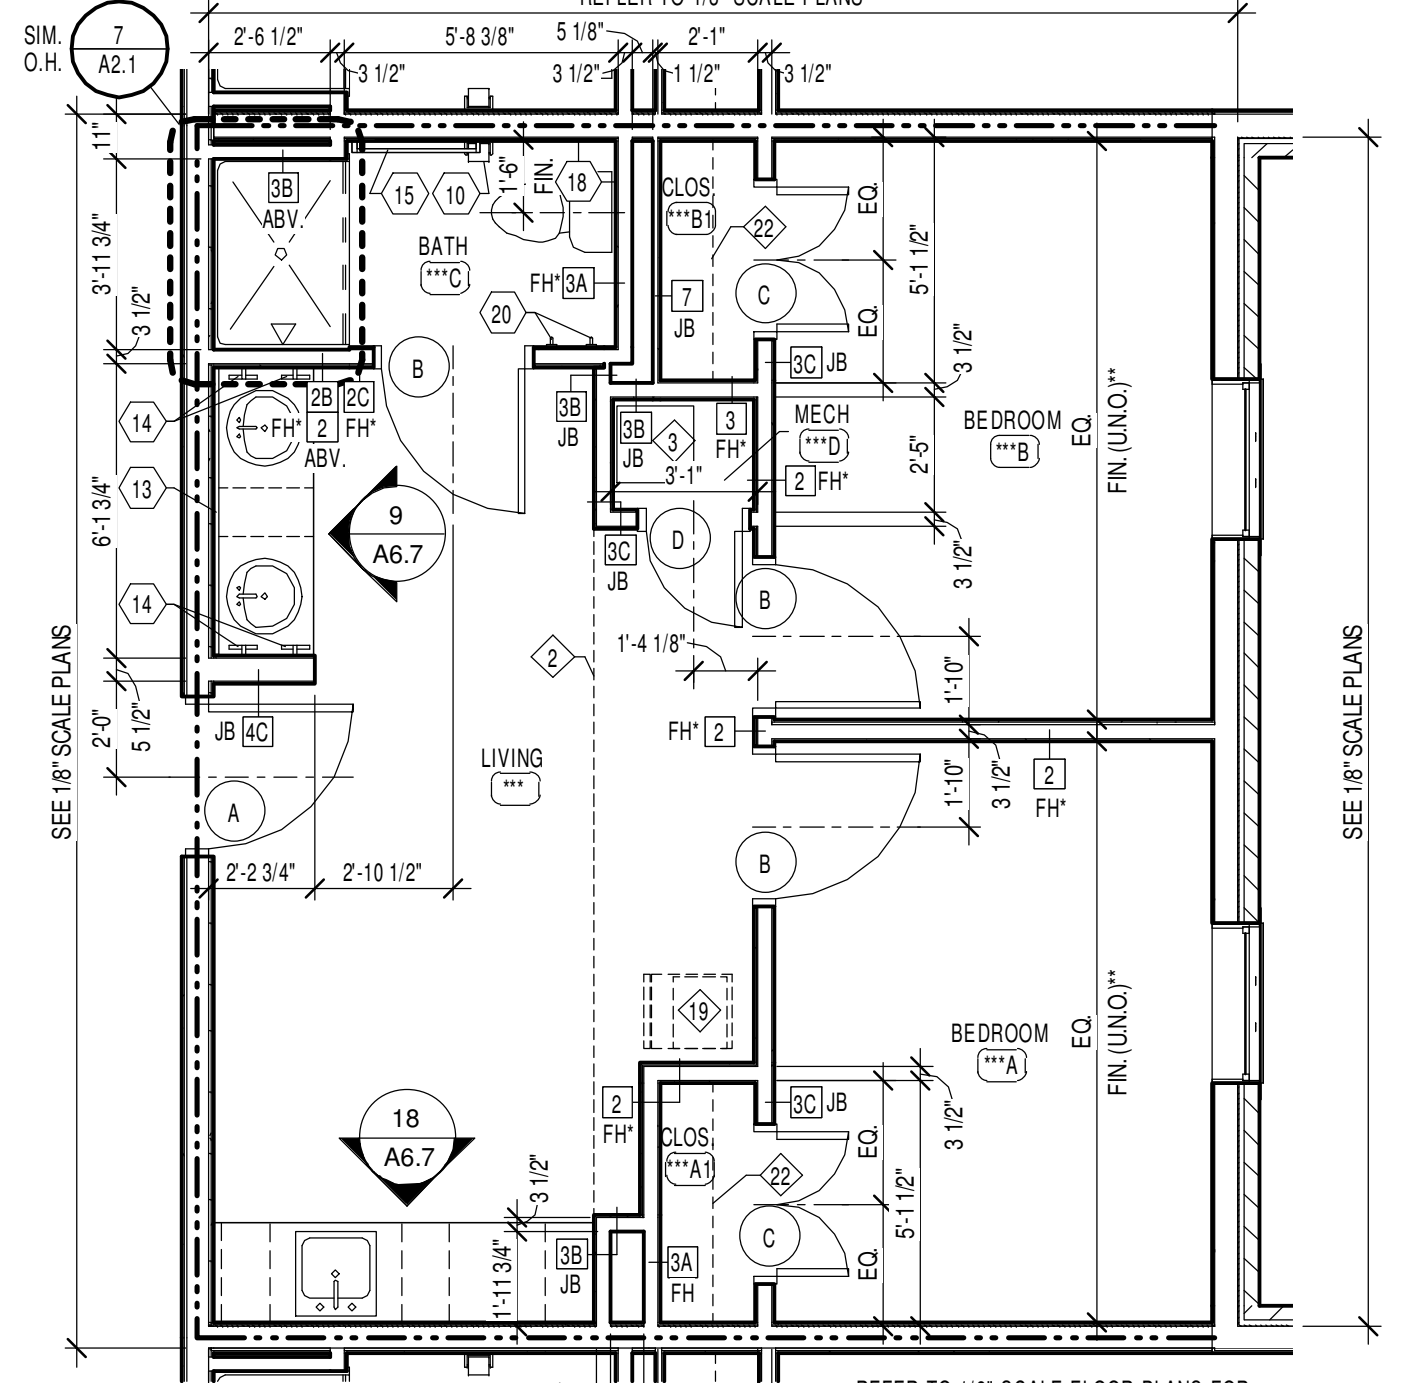 REFER TO 1/8" SCALE PLANS
SIM.
O.H.
7
A2.1
2'-6 1/2"
5'-8 3/8"
5 1/8"
2'-1"
3 1/2"
3 1/2"
1 1/2"
3 1/2"
11"
3'-11 3/4"
3 1/2"
3B
ABV.
15
10
1'-6"
FIN.
18
BATH
***C
FH*
3A
20
CLOS.
***B1
22
C
7
JB
EQ.
EQ.
5'-1 1/2"
3C
JB
3 1/2"
B
14
2B
2C
FH*
2
FH*
ABV.
3B
JB
3B
JB
3
3
FH*
MECH
***D
3'-1"
2
FH*
2'-5"
BEDROOM
***B
EQ.
FIN. (U.N.O.)**
13
6'-1 3/4"
9
A6.7
3C
JB
D
B
3 1/2"
14
2
1'-4 1/8"
1'-10"
SEE 1/8" SCALE PLANS
SEE 1/8" SCALE PLANS
2'-0"
5 1/2"
JB
4C
FH*
2
LIVING
***
1'-10"
3 1/2"
2
FH*
A
B
2'-2 3/4"
2'-10 1/2"
19
BEDROOM
***A
EQ.
FIN. (U.N.O.)**
2
FH*
3C
JB
3 1/2"
18
A6.7
CLOS.
***A1
22
EQ.
5'-1 1/2"
3 1/2"
C
3B
JB
3A
FH
1'-11 3/4"
EQ.
REFER TO 1/8" SCALE FLOOR PLANS FOR